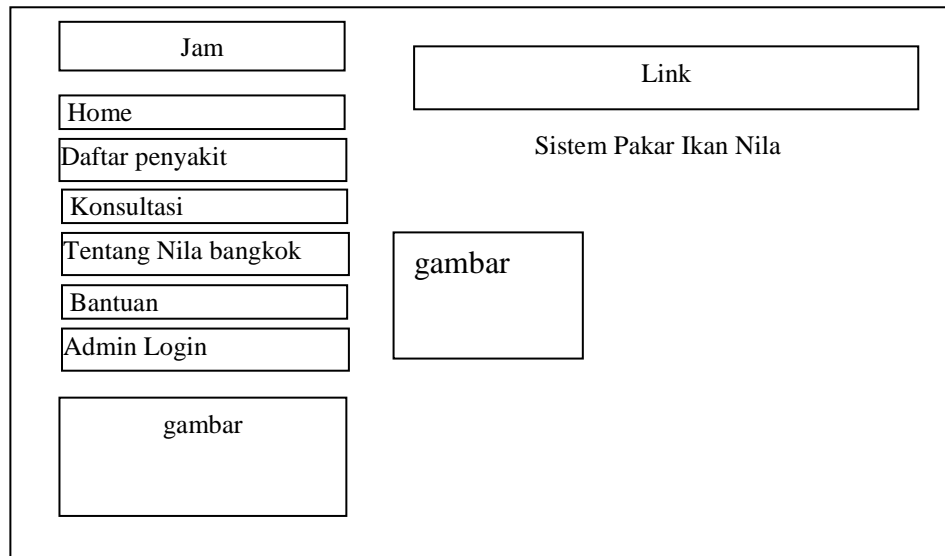 Jam
Home
Daftar penyakit
Konsultasi
Tentang Nila bangkok
Bantuan
Admin Login
gambar
Link
Sistem Pakar Ikan Nila
gambar